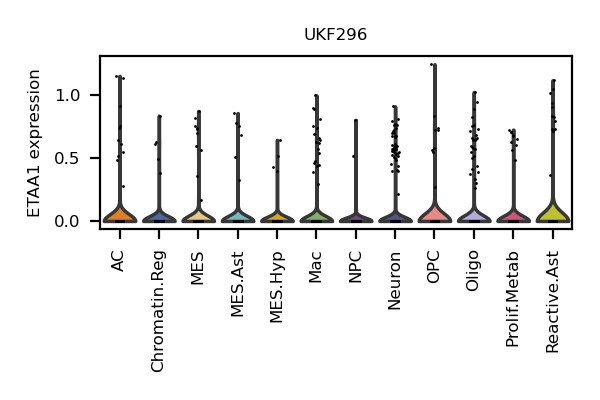 UKF296
ETAA1 expression
1.0
0.5
0.0
AC
Chromatin.Reg
MES
MES.Ast
MES.Hyp
Mac
NPC
Neuron
OPC
Oligo
Prolif.Metab
Reactive.Ast